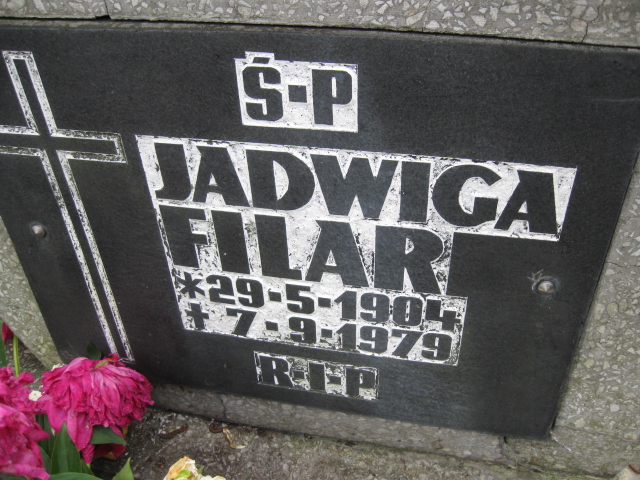 Ś-P
JADWIGA
FILAR
*29-5-1904
† 7-9-1979
R-I-P